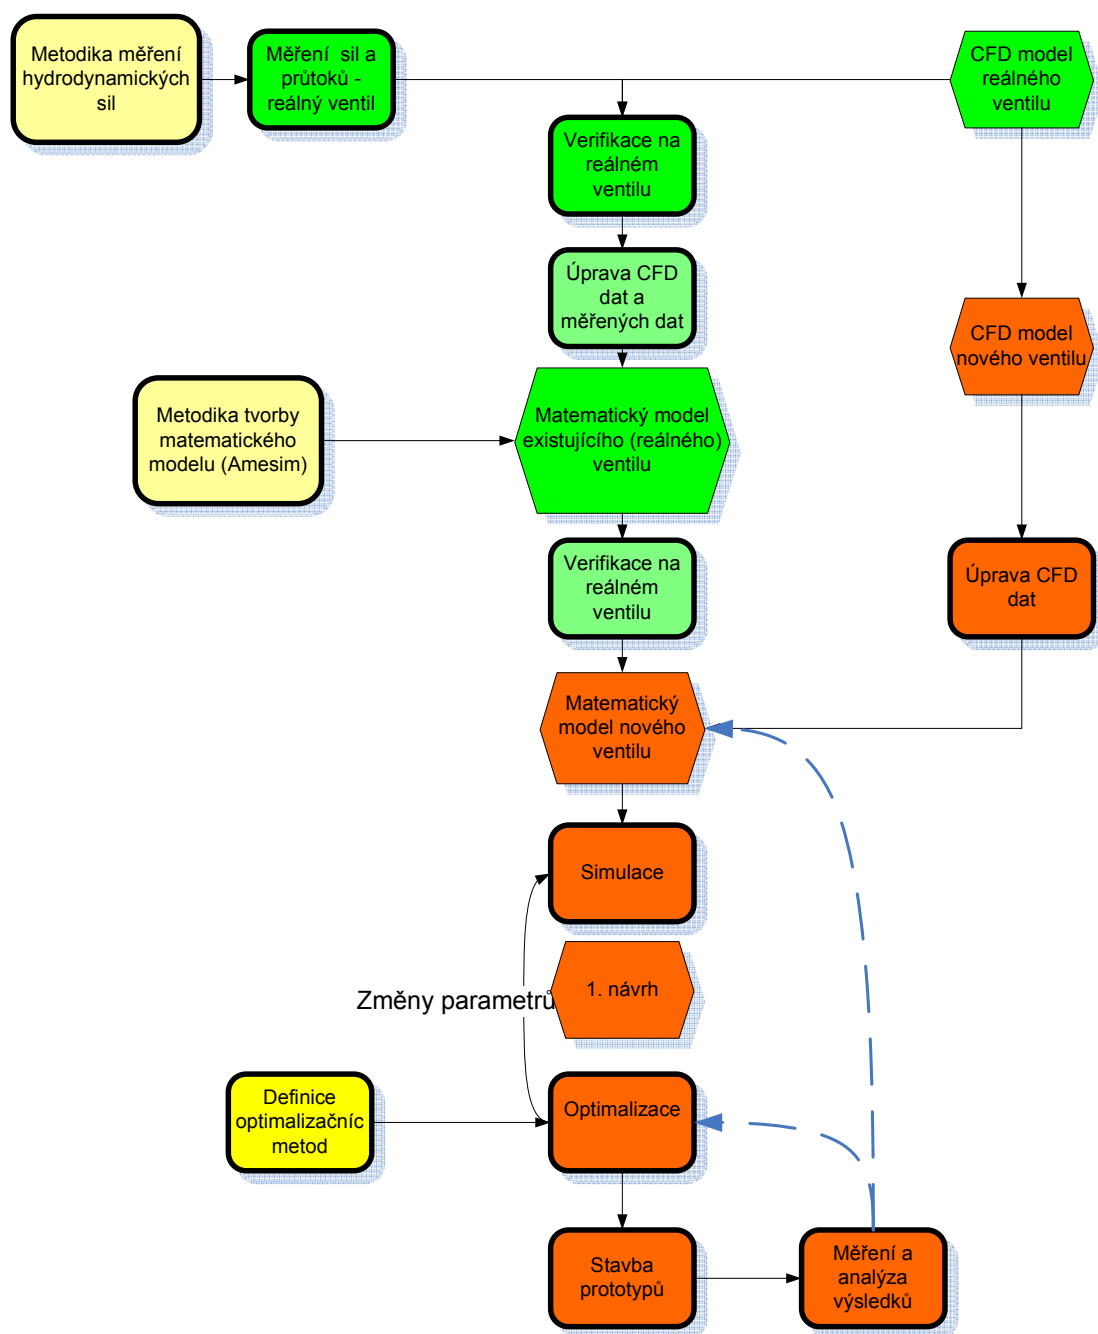 Metodika měření
hydrodynamických
sil
Měření  sil a
průtoků -
reálný ventil
CFD model
reálného
ventilu
Verifikace na
reálném
ventilu
Úprava CFD
dat a
měřených dat
CFD model
nového ventilu
Metodika tvorby
matematického
modelu (Amesim)
Matematický model
existujícího (reálného)
ventilu
Verifikace na
reálném
ventilu
Úprava CFD
dat
Matematický
model nového
ventilu
Simulace
Změny parametrů
1. návrh
Definice
optimalizačníc
metod
Optimalizace
Stavba
prototypů
Měření a
analýza
výsledků